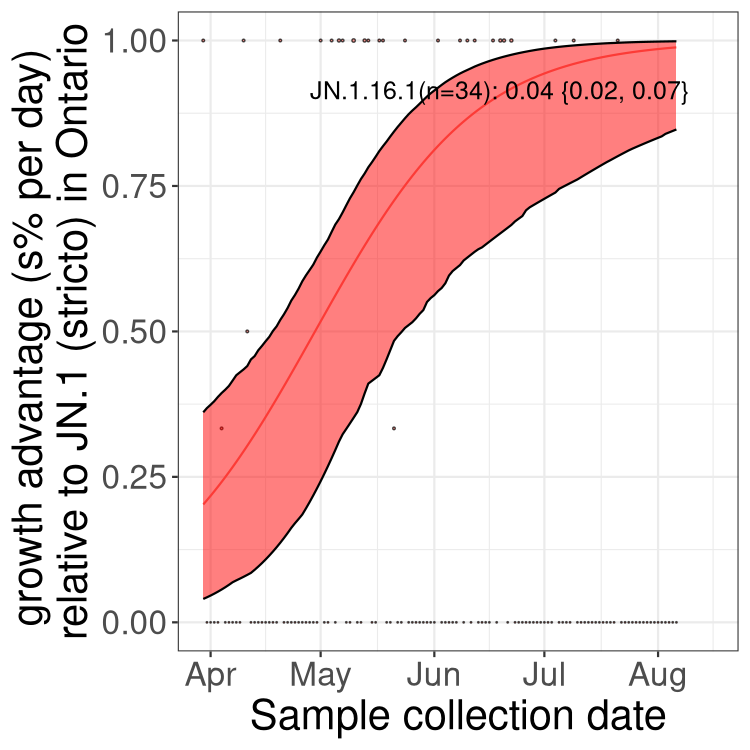 growth advantage (s% per day)
relative to JN.1 (stricto) in Ontario
1.00
0.75
0.50
0.25
0.00
JN.1.16.1(n=34): 0.04 {0.02, 0.07}
Apr May Jun Jul Aug
Sample collection date